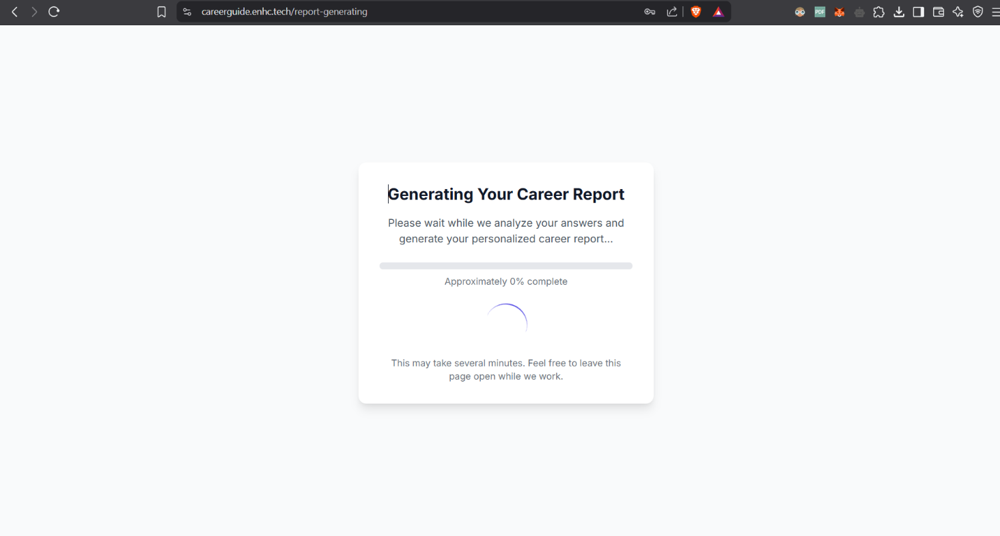 careerguide.enhc.tech/report-generating
PDF
Generating Your Career Report
Please wait while we analyze your answers and
generate your personalized career report...
Approximately 0% complete
This may take several minutes. Feel free to leave this
page open while we work.